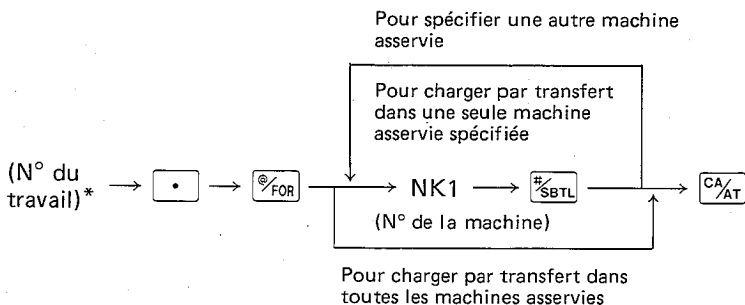 Pour spécifier une autre machine
asservie
Pour charger par transfert
dans une seule machine
asservie spécifiée
(N° du
travail)*
•
@/FOR
NK1
#/SBTL
CA/AT
(N° de la machine)
Pour charger par transfert dans
toutes les machines asservies